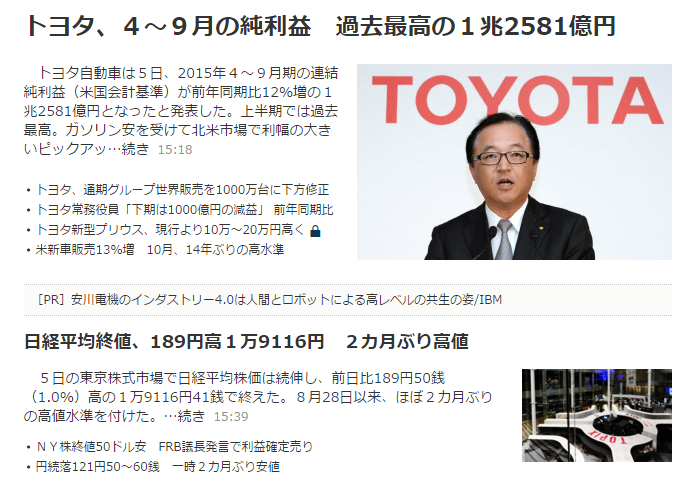 トヨタ、４～９月の純利益　過去最高の１兆2581億円
トヨタ自動車は５日、2015年４～９月期の連結
純利益（米国会計基準）が前年同期比12%増の１
兆2581億円となったと発表した。上半期では過去
最高。ガソリン安を受けて北米市場で利幅の大き
いピックアッ…続き 15:18
TOYOTA
・トヨタ、通期グループ世界販売を1000万台に下方修正
・トヨタ常務役員「下期は1000億円の減益」 前年同期比
・トヨタ新型プリウス、現行より10万～20万円高く
・米新車販売13%増　10月、14年ぶりの高水準
［PR］安川電機のインダストリー4.0は人間とロボットによる高レベルの共生の姿/IBM
日経平均終値、189円高１万9116円　２カ月ぶり高値
５日の東京株式市場で日経平均株価は続伸し、前日比189円50銭
（1.0%）高の１万9116円41銭で終えた。８月28日以来、ほぼ２カ月ぶり
の高値水準を付けた。…続き 15:39
TOPIX
・ＮＹ株終値50ドル安　FRB議長発言で利益確定売り
・円続落121円50～60銭　一時２カ月ぶり安値